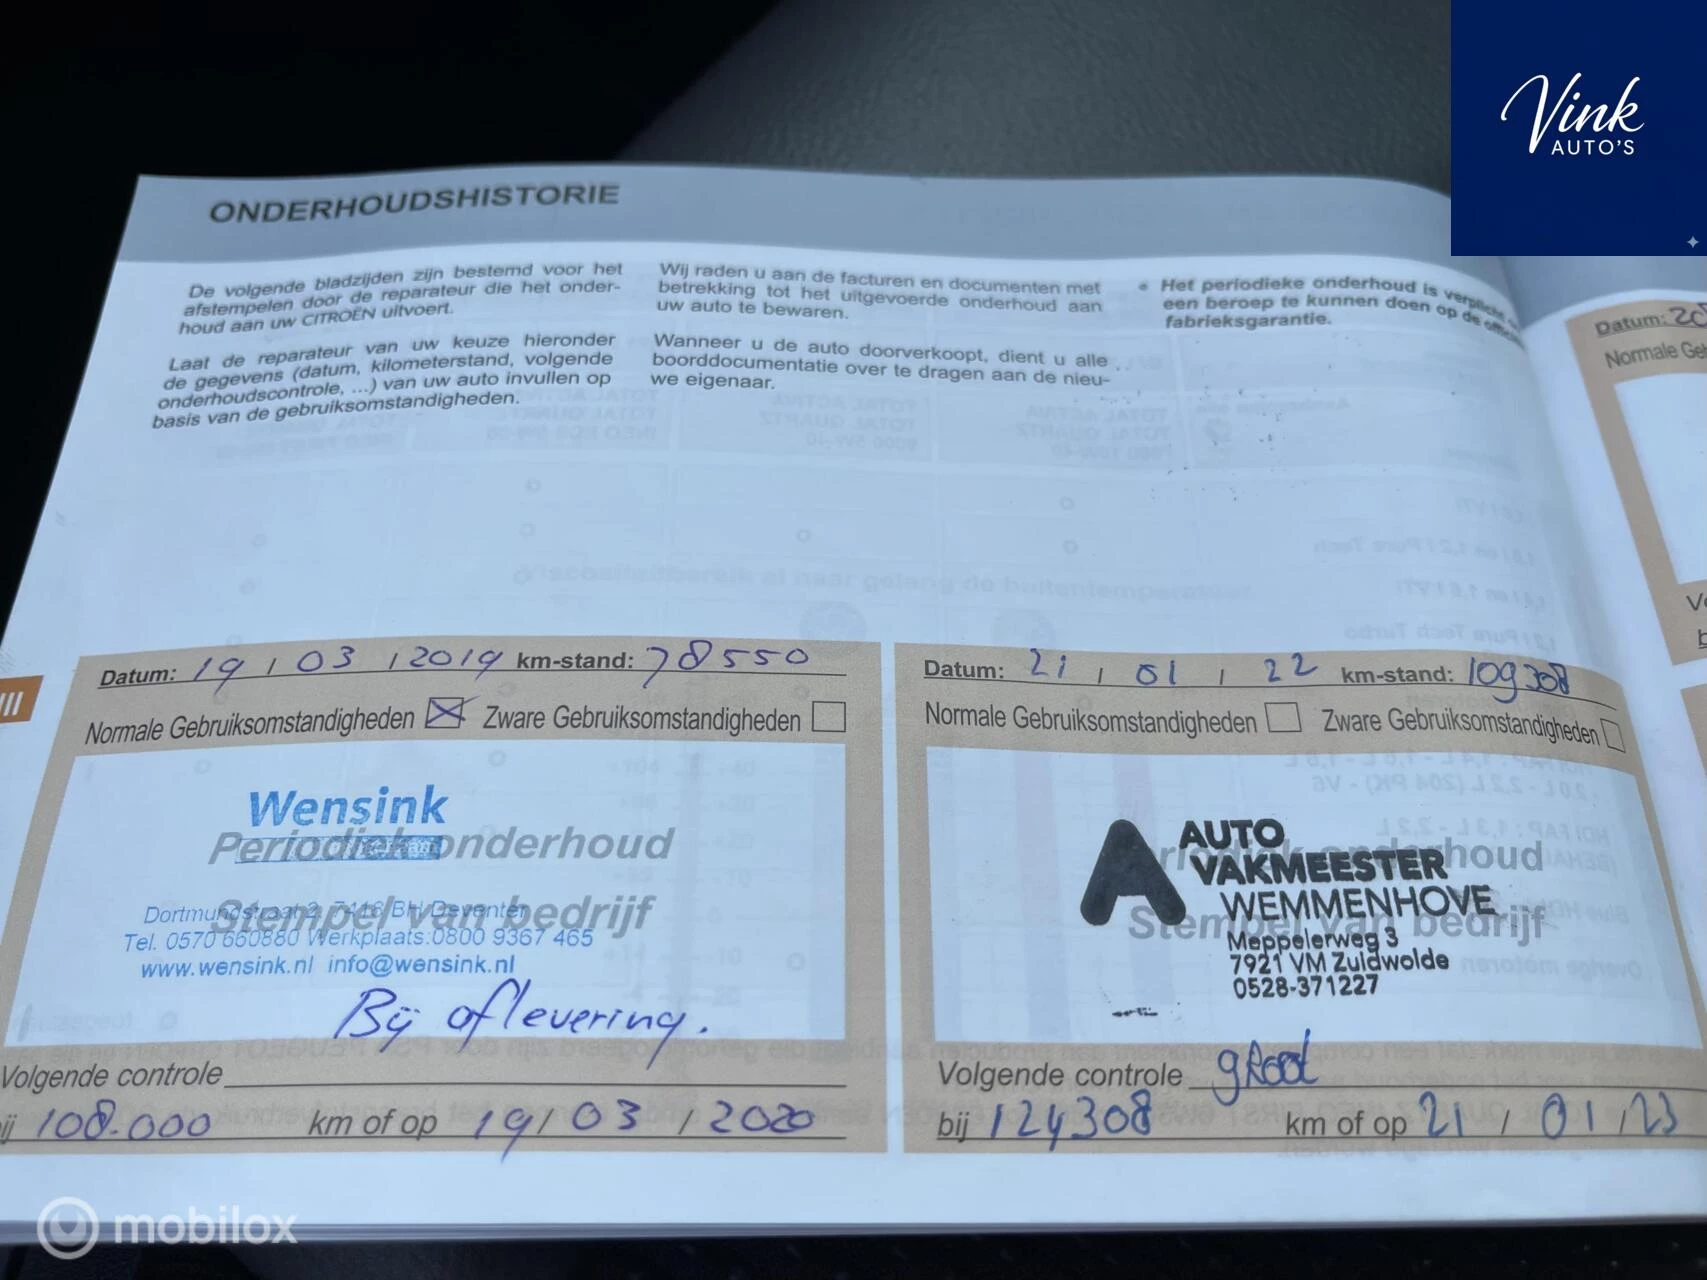 Vink
AUTO'S
ONDERHOUDSHISTORIE
De volgende bladzijden zijn bestemd voor het
afstempelen door de reparateur die het onder-
houd aan uw CITROËN uitvoert.
Laat de reparateur van uw keuze hieronder
de gegevens (datum, kilometerstand, volgende
onderhoudscontrole, ...) van uw auto invullen op
basis van de gebruiksomstandigheden.
Wij raden u aan de facturen en documenten met
betrekking tot het uitgevoerde onderhoud aan
uw auto te bewaren.
Wanneer u de auto doorverkoopt, dient u alle
boorddocumentatie over te dragen aan de nieu-
we eigenaar.
• Het periodieke onderhoud is verplicht
een beroep te kunnen doen op de
fabrieksgarantie.
III
Datum: 19 / 03 / 2019 km-stand: 78550
Normale Gebruiksomstandigheden Zware Gebruiksomstandigheden
Wensink
Periodiek onderhoud
Stempel van bedrijf
Dortmundstraat 2, 7418 BH Deventer
Tel. 0570 660880 Werkplaats:0800 9367 465
www.wensink.nl info@wensink.nl
Bij aflevering.
Volgende controle
ij 108.000 km of op 19 / 03 / 2020
Datum: 21 / 01 / 22 km-stand: 109308
Normale Gebruiksomstandigheden Zware Gebruiksomstandigheden
AUTO
VAKMEESTER
WEMMENHOVE
Periodiek onderhoud
Stempel van bedrijf
Meppelerweg 3
7921 VM Zuidwolde
0528-371227
Volgende controle groot
bij 124308 km of op 21 / 01 / 23
Datum: 20
Normale Ge
mobilox